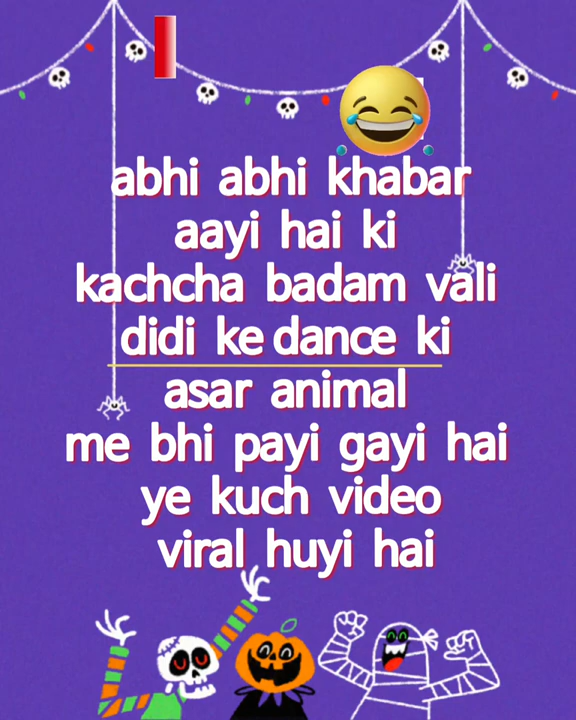 abhi abhi khabar
aayi hai ki
kachcha badam vali
didi ke dance ki
asar animal
me bhi payi gayi hai
ye kuch video
viral huyi hai